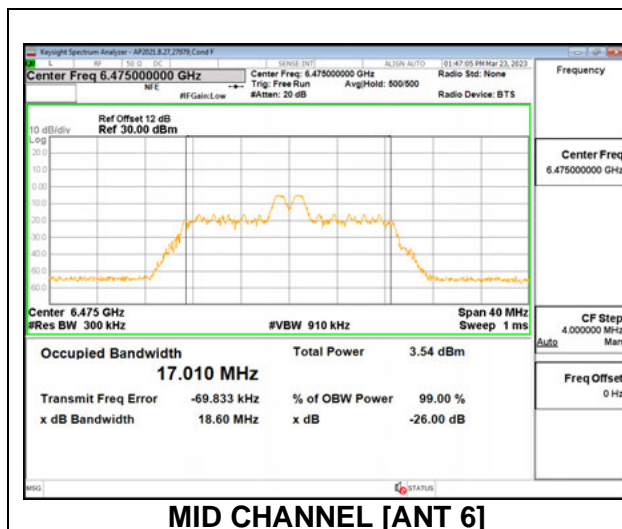 Keysight Spectrum Analyzer - AP2021.8.27,27979,Cond F
L RF 50 Ω DC SENSE:INT ALIGN AUTO 01:47:05 PM Mar 23, 2023
Center Freq 6.475000000 GHz Center Freq: 6.475000000 GHz Radio Std: None Frequency
NFE Trig: Free Run Avg|Hold: 500/500
#IFGain:Low #Atten: 20 dB Radio Device: BTS
Ref Offset 12 dB
10 dB/div Ref 30.00 dBm
Log
20.0
10.0
0.00
-10.0
-20.0
-30.0
-40.0
-50.0
-60.0
Center Freq
6.475000000 GHz
Center 6.475 GHz Span 40 MHz
#Res BW 300 kHz #VBW 910 kHz Sweep 1 ms
CF Step
4.000000 MHz
Auto Man
Occupied Bandwidth Total Power 3.54 dBm
17.010 MHz
Transmit Freq Error -69.833 kHz % of OBW Power 99.00 %
x dB Bandwidth 18.60 MHz x dB -26.00 dB
Freq Offset
0 Hz
MSG STATUS
MID CHANNEL [ANT 6]